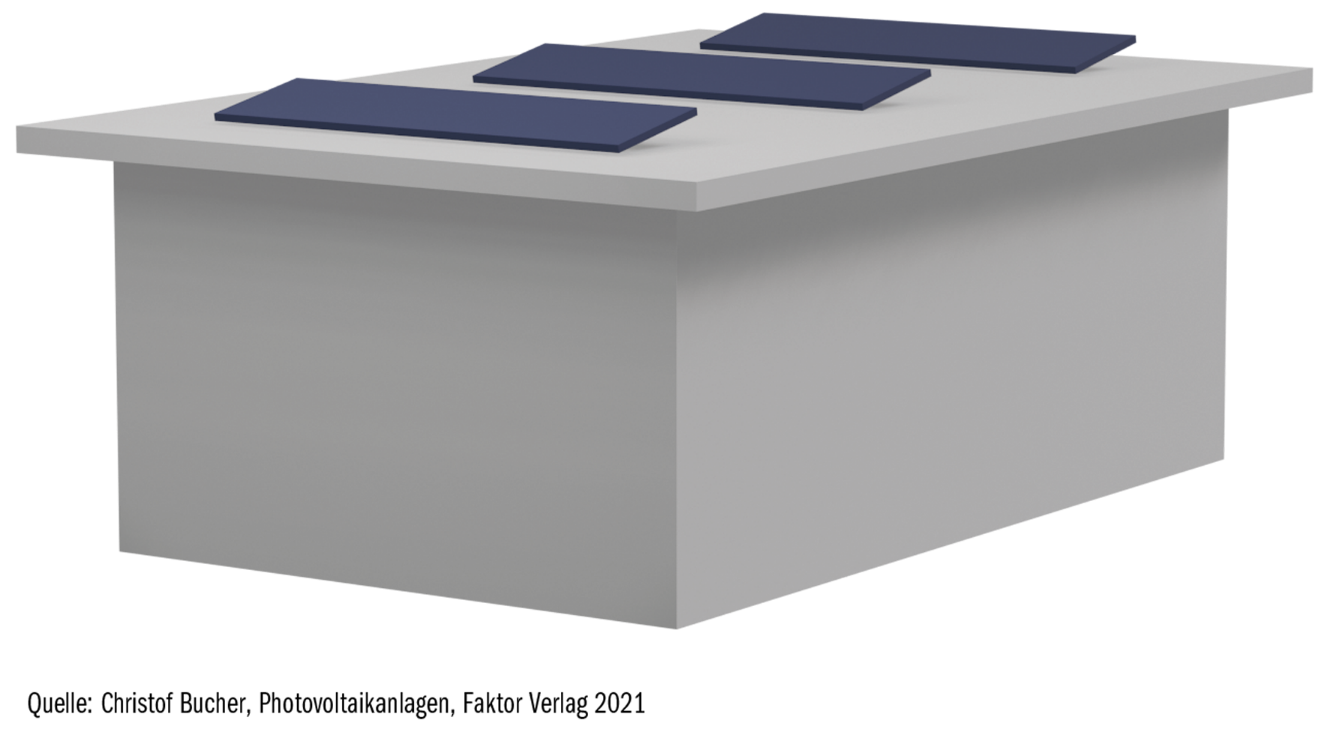 Quelle: Christof Bucher, Photovoltaikanlagen, Faktor Verlag 2021